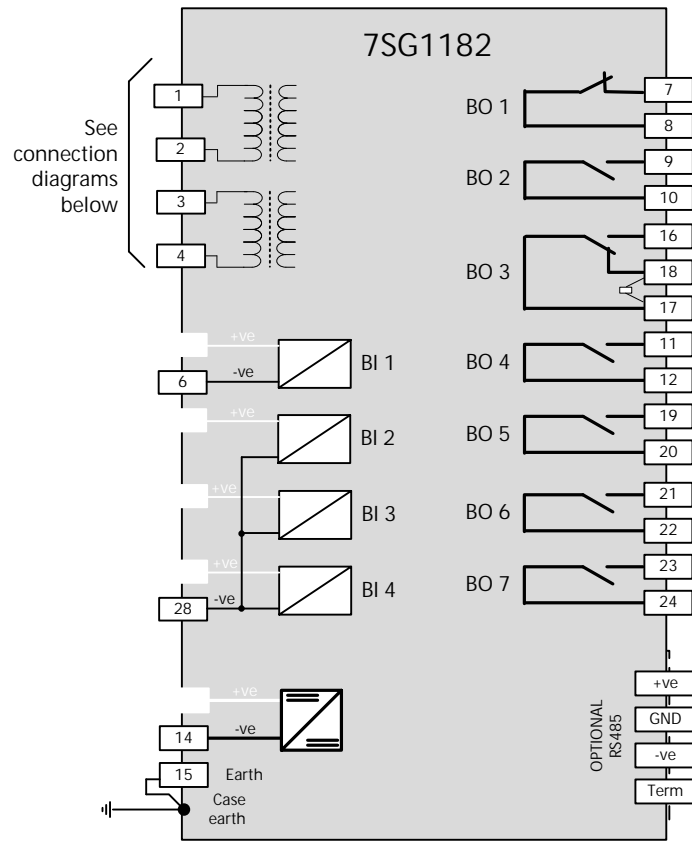 7SG1182
See
connection
diagrams
below
1
2
3
4
+ve
6
-ve
BI 1
+ve
BI 2
+ve
BI 3
+ve
BI 4
28
-ve
+ve
14
-ve
15
Earth
Case
earth
BO 1
7
8
BO 2
9
10
BO 3
16
18
17
BO 4
11
12
BO 5
19
20
BO 6
21
22
BO 7
23
24
OPTIONAL
RS485
+ve
GND
-ve
Term